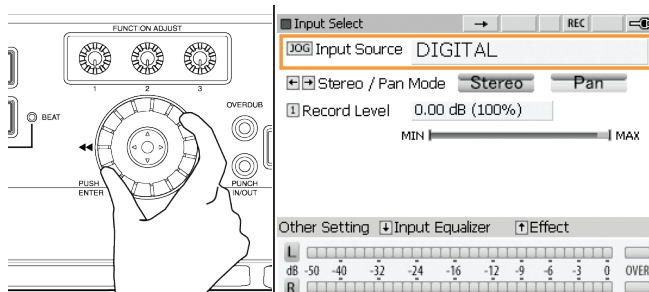 FUNCTION ADJUST
1 2 3
BEAT
OVERDUB
PUSH
ENTER
PUNCH
IN/OUT
Input Select → REC
JOG Input Source DIGITAL
←→ Stereo / Pan Mode Stereo Pan
1 Record Level 0.00 dB (100%)
MIN MAX
Other Setting ↓ Input Equalizer ↑ Effect
L
dB -50 -40 -32 -24 -16 -12 -9 -6 -3 0 OVER
R